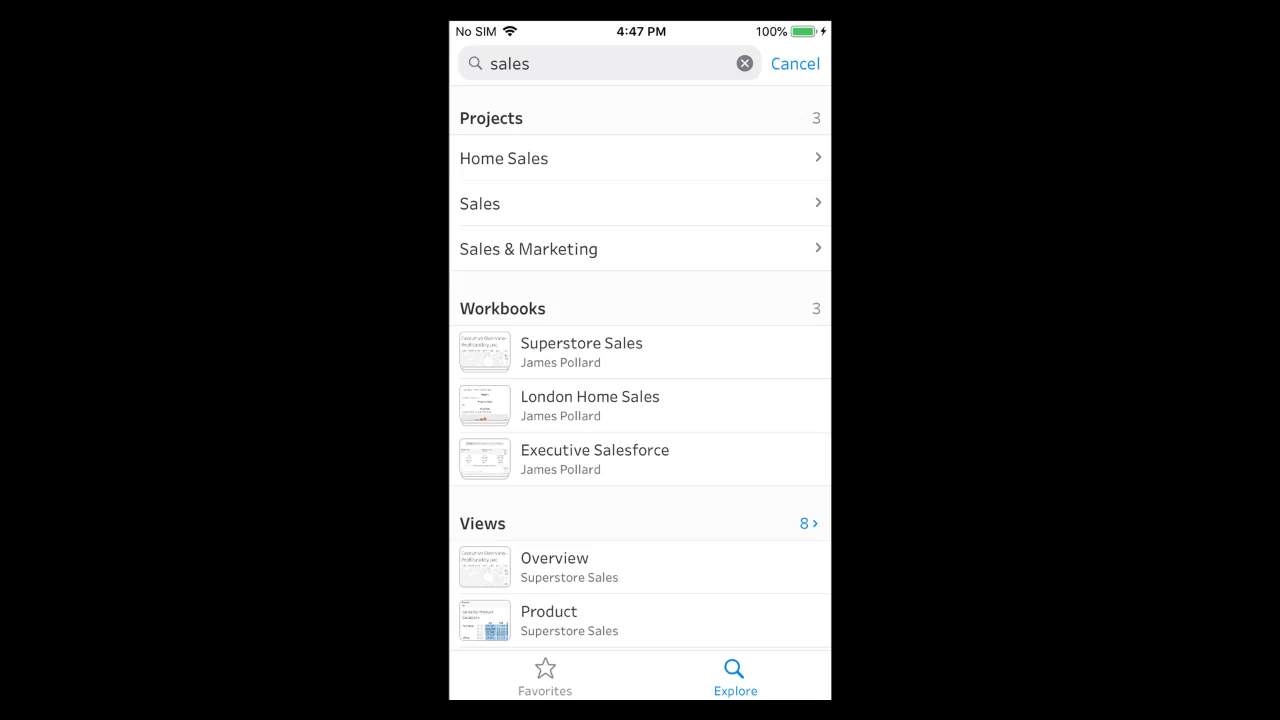 No SIM 4:47 PM 100%
sales Cancel
Projects 3
Home Sales
Sales
Sales & Marketing
Workbooks 3
Superstore Sales
James Pollard
London Home Sales
James Pollard
Executive Salesforce
James Pollard
Views 8
Overview
Superstore Sales
Product
Superstore Sales
Favorites Explore